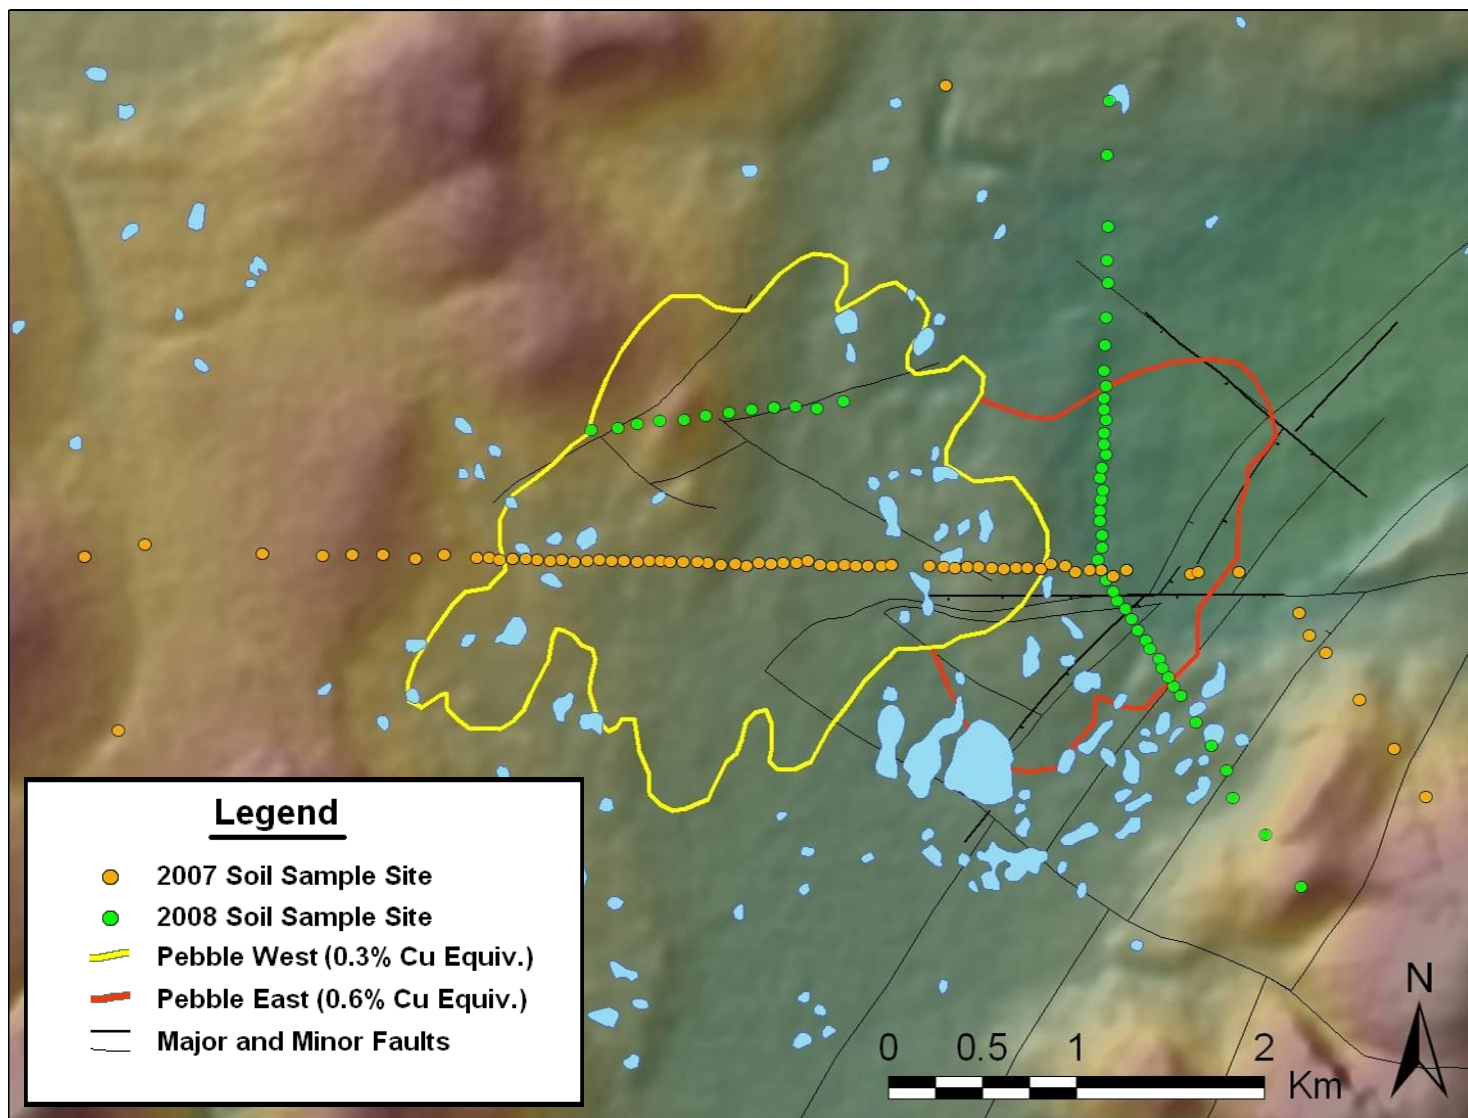 Legend
2007 Soil Sample Site
2008 Soil Sample Site
Pebble West (0.3% Cu Equiv.)
Pebble East (0.6% Cu Equiv.)
Major and Minor Faults
N
0 0.5 1 2
Km